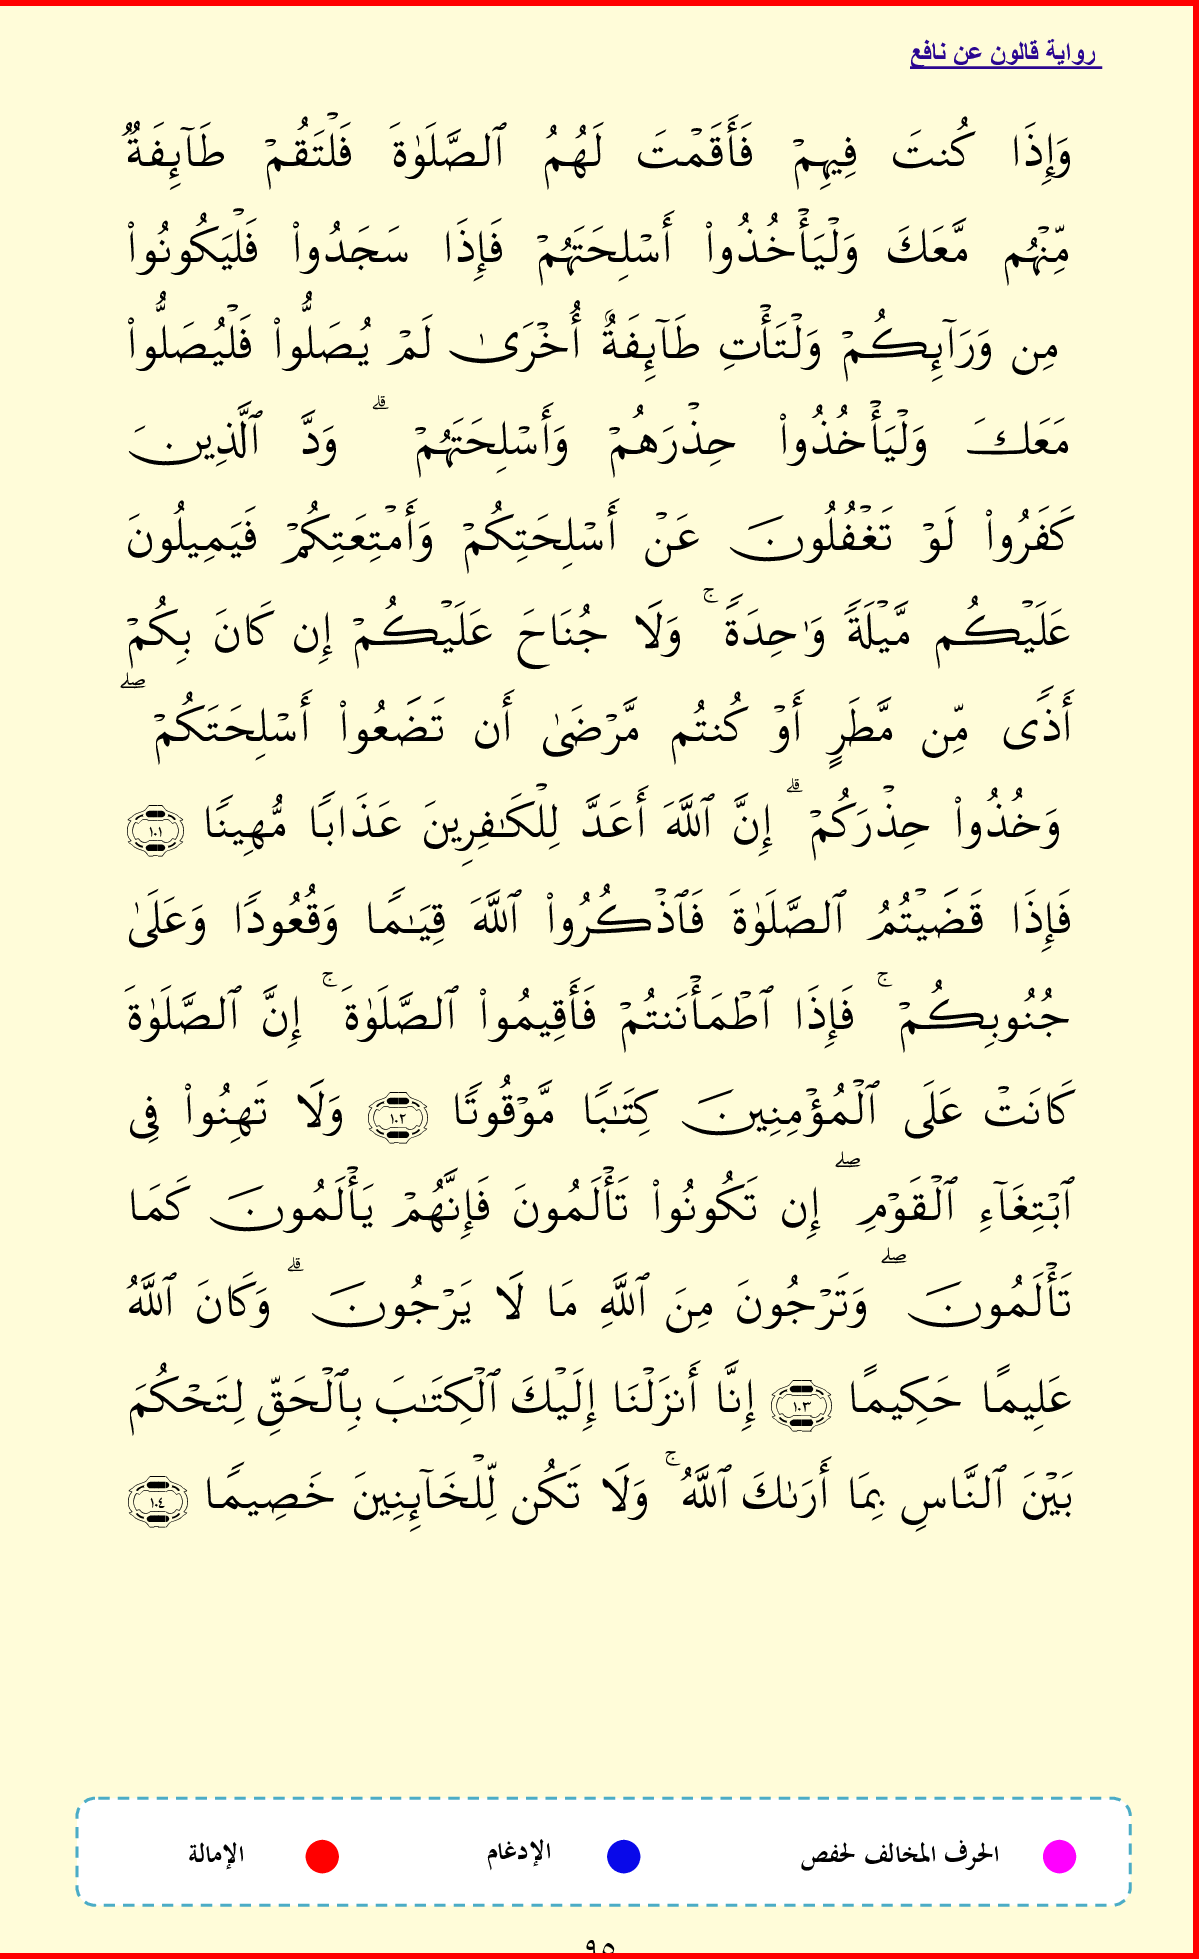 رواية قالون عن نافع
وَإِذَا كُنتَ فِيهِمۡ فَأَقَمۡتَ لَهُمُ ٱلصَّلَوٰةَ فَلۡتَقُمۡ طَآئِفَةٞ
مِّنۡهُم مَّعَكَ وَلۡيَأۡخُذُواْ أَسۡلِحَتَهُمۡ فَإِذَا سَجَدُواْ فَلۡيَكُونُواْ
مِن وَرَآئِكُمۡ وَلۡتَأۡتِ طَآئِفَةٌ أُخۡرَىٰ لَمۡ يُصَلُّواْ فَلۡيُصَلُّواْ
مَعَكَ وَلۡيَأۡخُذُواْ حِذۡرَهُمۡ وَأَسۡلِحَتَهُمۡۗ وَدَّ ٱلَّذِينَ
كَفَرُواْ لَوۡ تَغۡفُلُونَ عَنۡ أَسۡلِحَتِكُمۡ وَأَمۡتِعَتِكُمۡ فَيَمِيلُونَ
عَلَيۡكُم مَّيۡلَةٗ وَٰحِدَةٗۚ وَلَا جُنَاحَ عَلَيۡكُمۡ إِن كَانَ بِكُمۡ
أَذٗى مِّن مَّطَرٍ أَوۡ كُنتُم مَّرۡضَىٰ أَن تَضَعُواْ أَسۡلِحَتَكُمۡۖ
وَخُذُواْ حِذۡرَكُمۡۗ إِنَّ ٱللَّهَ أَعَدَّ لِلۡكَٰفِرِينَ عَذَابٗا مُّهِينٗا ١٠١
فَإِذَا قَضَيۡتُمُ ٱلصَّلَوٰةَ فَٱذۡكُرُواْ ٱللَّهَ قِيَٰمٗا وَقُعُودٗا وَعَلَىٰ
جُنُوبِكُمۡۚ فَإِذَا ٱطۡمَأۡنَنتُمۡ فَأَقِيمُواْ ٱلصَّلَوٰةَۚ إِنَّ ٱلصَّلَوٰةَ
كَانَتۡ عَلَى ٱلۡمُؤۡمِنِينَ كِتَٰبٗا مَّوۡقُوتٗا ١٠٢ وَلَا تَهِنُواْ فِي
ٱبۡتِغَآءِ ٱلۡقَوۡمِۖ إِن تَكُونُواْ تَأۡلَمُونَ فَإِنَّهُمۡ يَأۡلَمُونَ كَمَا
تَأۡلَمُونَۖ وَتَرۡجُونَ مِنَ ٱللَّهِ مَا لَا يَرۡجُونَۗ وَكَانَ ٱللَّهُ
عَلِيمًا حَكِيمًا ١٠٣ إِنَّا أَنزَلۡنَا إِلَيۡكَ ٱلۡكِتَٰبَ بِٱلۡحَقِّ لِتَحۡكُمَ
بَيۡنَ ٱلنَّاسِ بِمَا أَرَىٰكَ ٱللَّهُۚ وَلَا تَكُن لِّلۡخَآئِنِينَ خَصِيمٗا ١٠٤
الحرف المخالف لحفص الإدغام الإمالة
٩٥